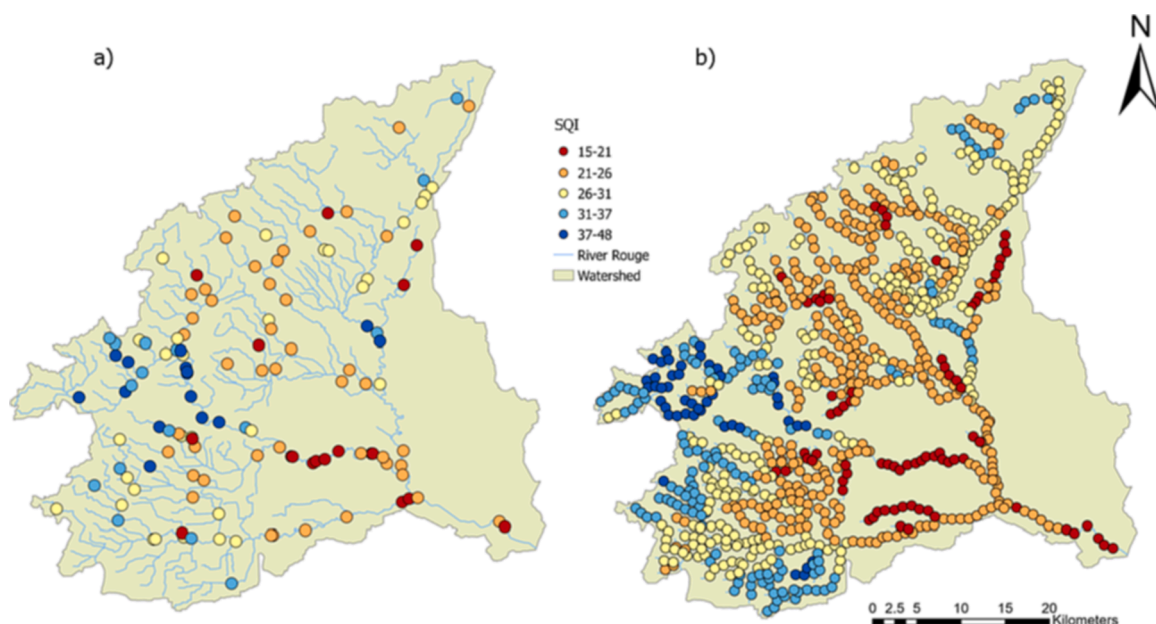 N
a)
b)
SQI
15-21
21-26
26-31
31-37
37-48
River Rouge
Watershed
0 2.5 5 10 15 20
Kilometers